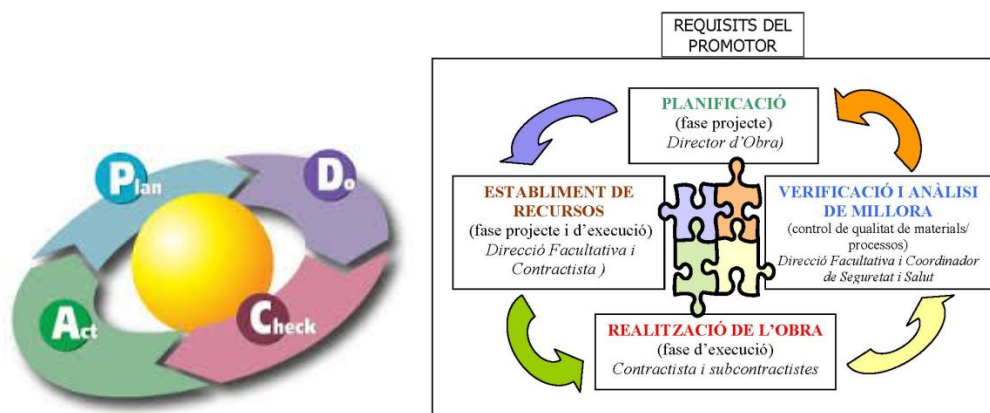 Plan
Do
Act
Check
REQUISITS DEL
PROMOTOR
PLANIFICACIÓ
(fase projecte)
Director d'Obra)
ESTABLIMENT DE
RECURSOS
(fase projecte i d'execució)
Direcció Facultativa i
Contractista )
VERIFICACIÓ I ANÀLISI
DE MILLORA
(control de qualitat de materials/
processos)
Direcció Facultativa i Coordinador
de Seguretat i Salut
REALITZACIÓ DE L'OBRA
(fase d'execució)
Contractista i subcontractistes